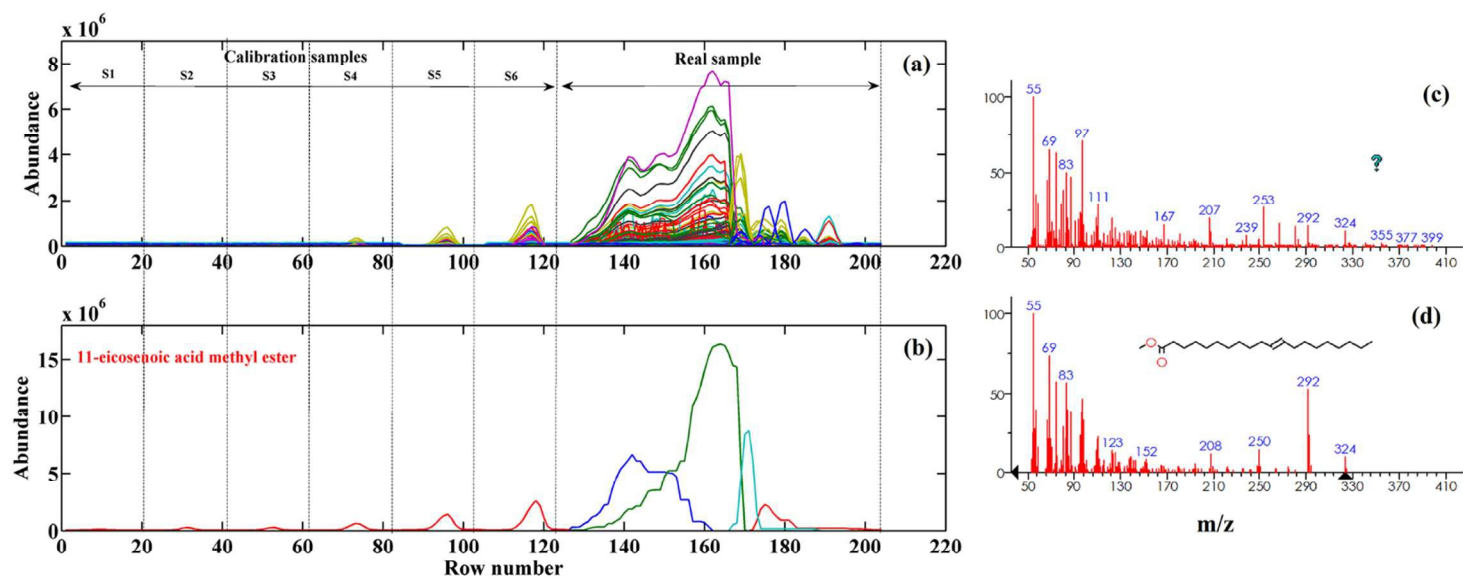 x 10⁶
Calibration samples
Real sample
(a)
S1 S2 S3 S4 S5 S6
8
6
4
2
0
Abundance
0 20 40 60 80 100 120 140 160 180 200 220
x 10⁶
(b)
11-eicosenoic acid methyl ester
15
10
5
0
Abundance
0 20 40 60 80 100 120 140 160 180 200 220
Row number
(c)
100
50
0
55
69
97
83
111
167
207
239
253
292
324
355
377
399
?
50 90 130 170 210 250 290 330 370 410
(d)
100
50
0
55
69
83
123
152
208
250
292
324
O
O
50 90 130 170 210 250 290 330 370 410
m/z